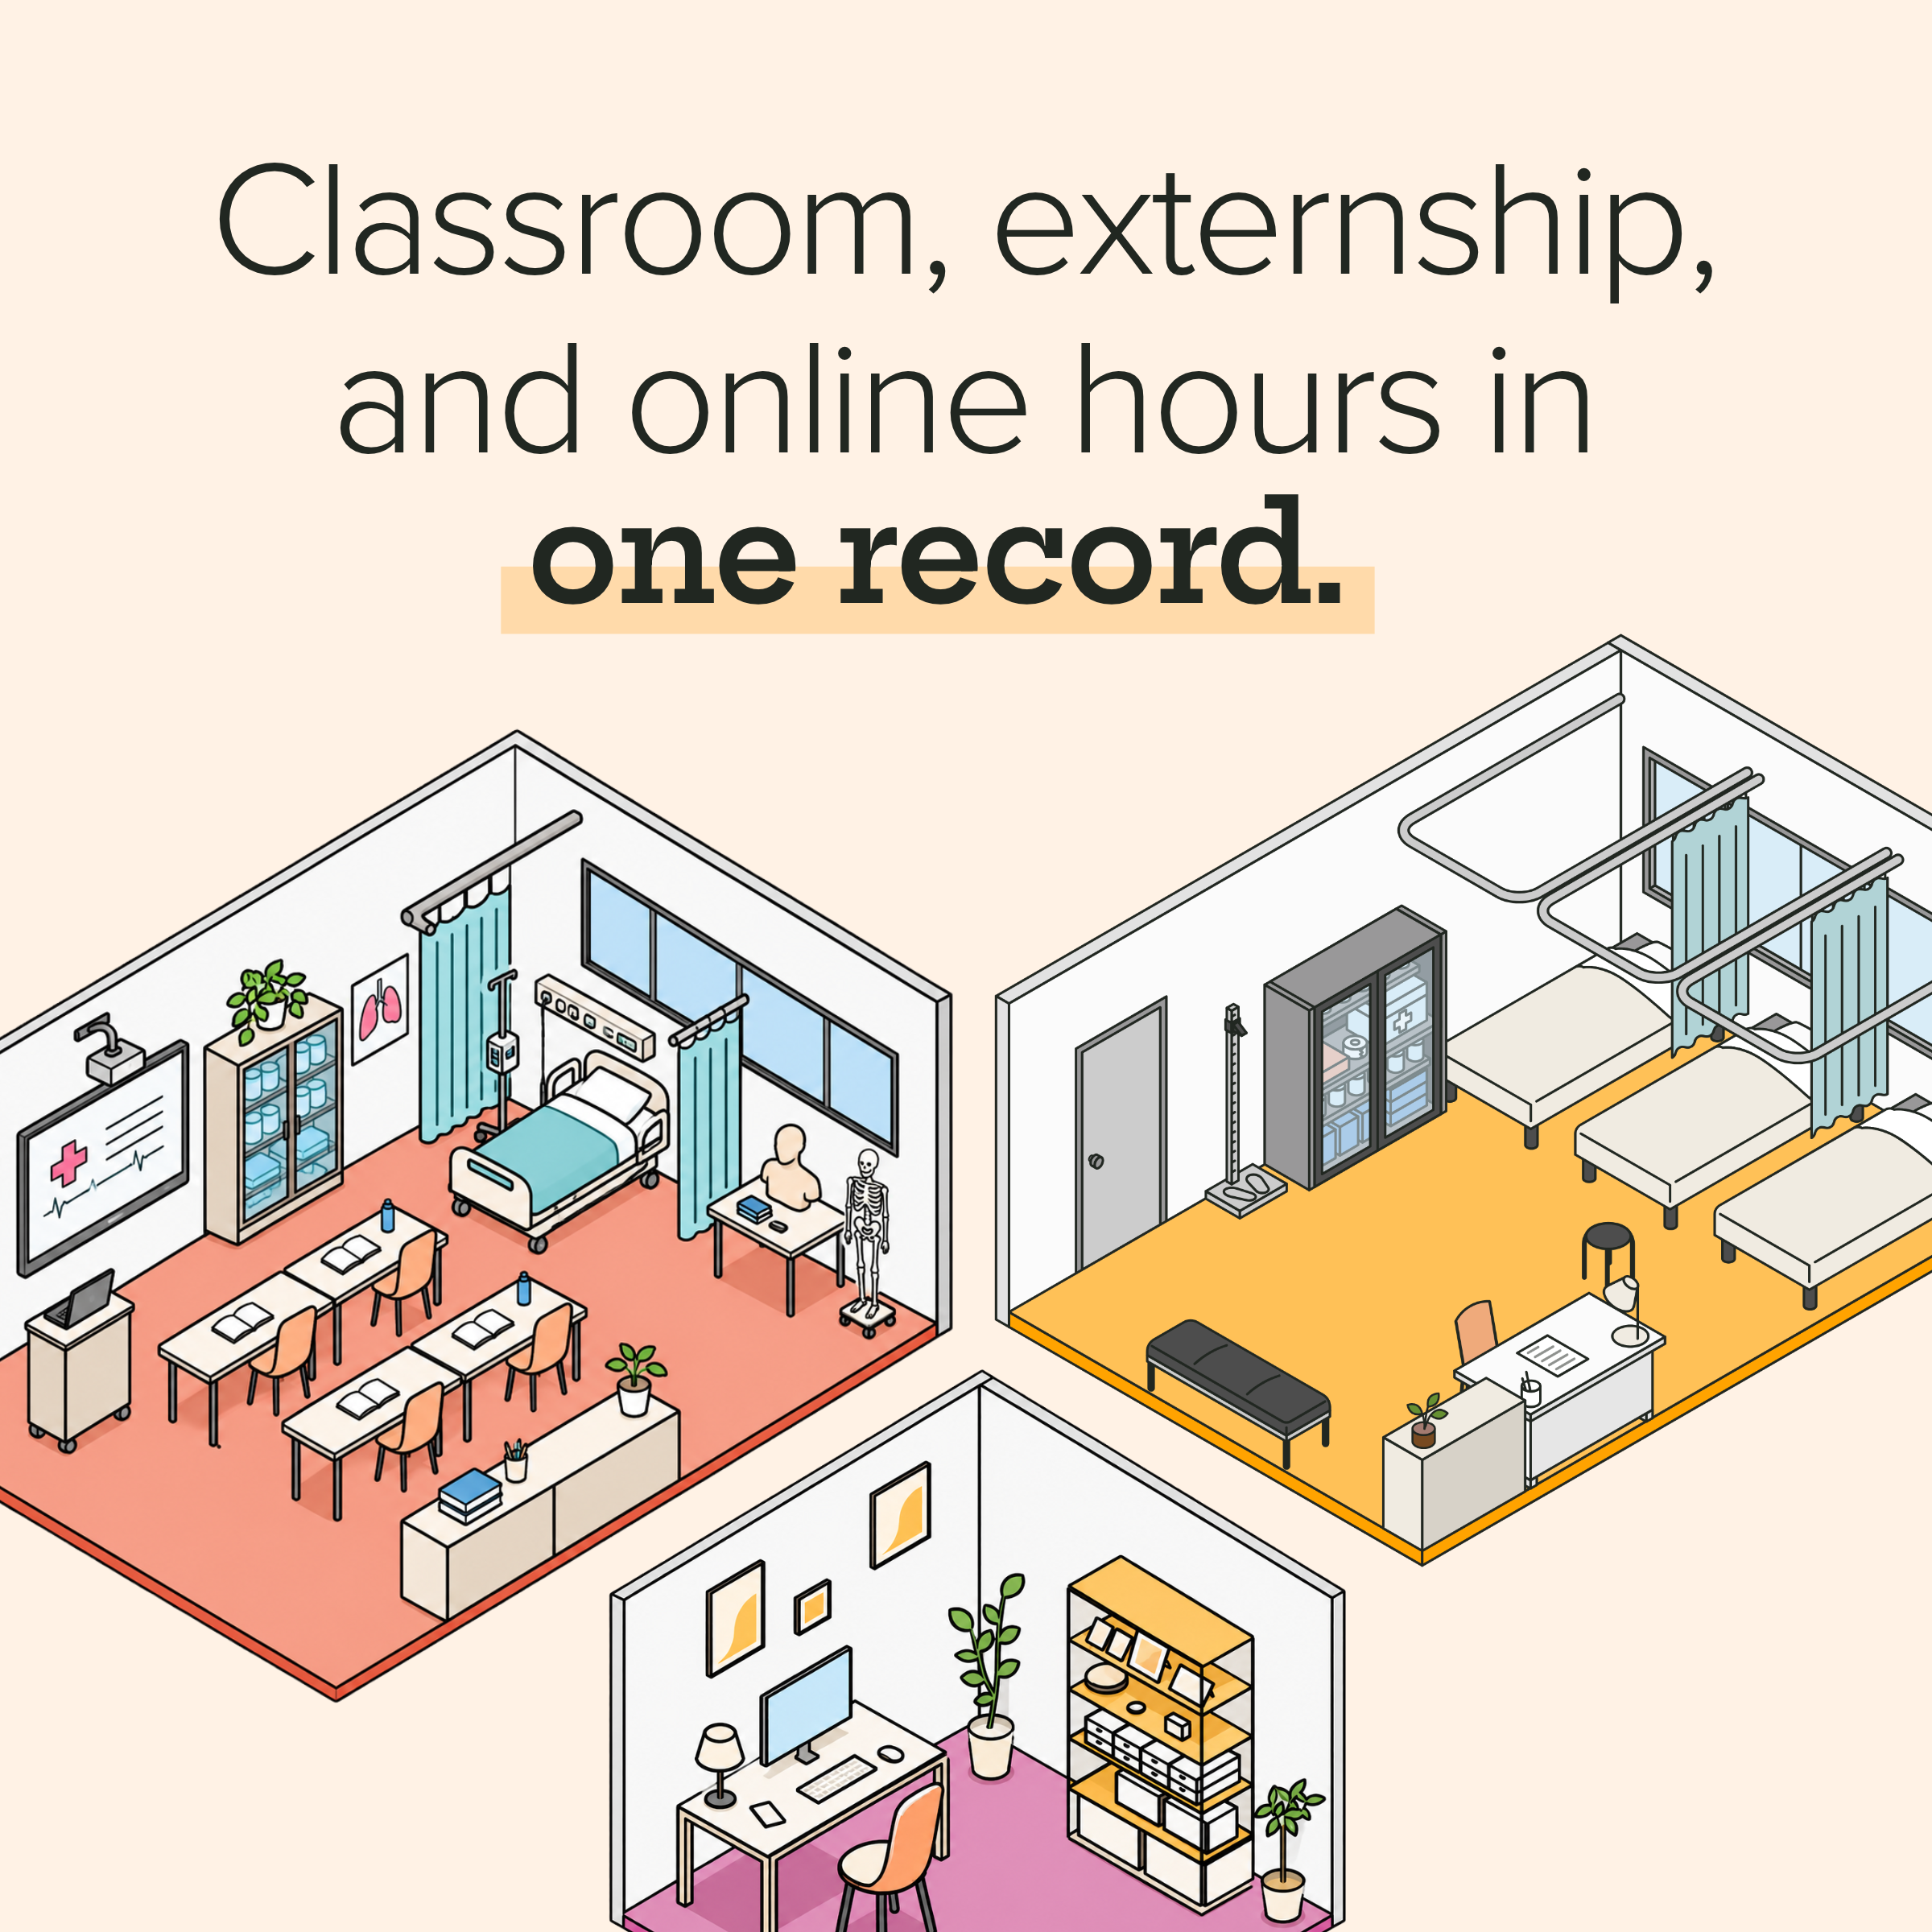 Classroom, externship,
and online hours in
one record.